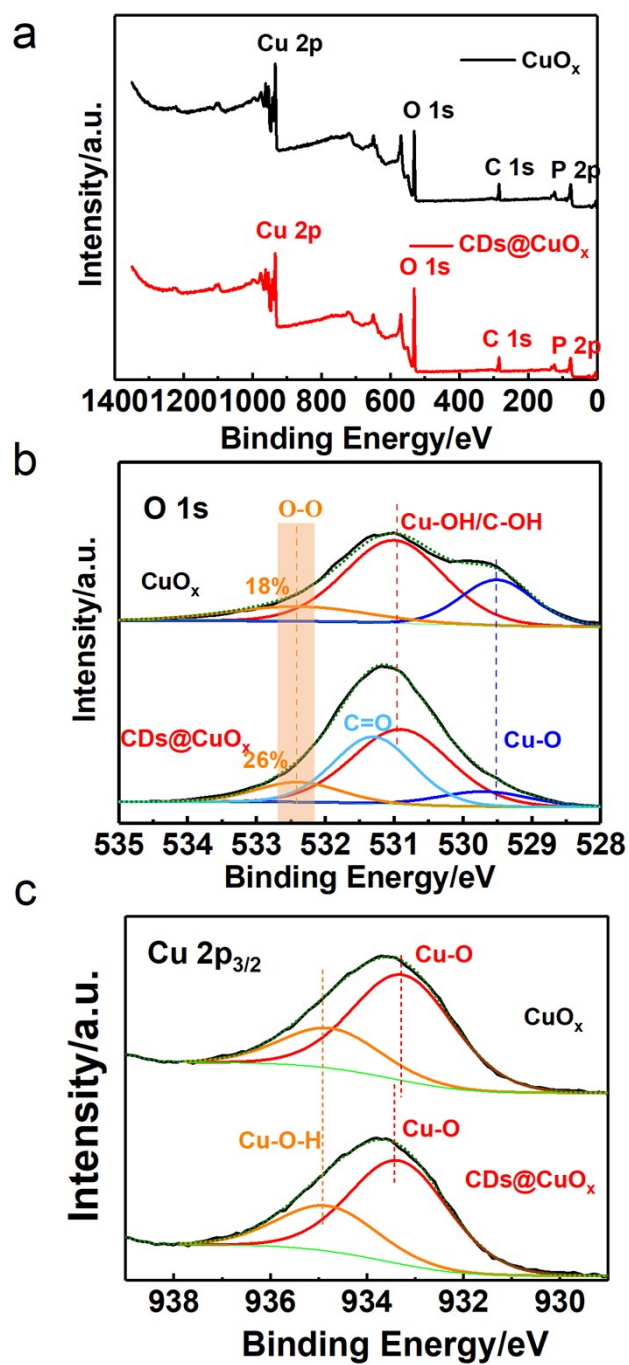 a
Intensity/a.u.
Cu 2p
CuOx
O 1s
C 1s
P 2p
Cu 2p
CDs@CuOx
O 1s
C 1s
P 2p
1400 1200 1000 800 600 400 200 0
Binding Energy/eV
b
Intensity/a.u.
O 1s
O-O
Cu-OH/C-OH
CuOx
18%
C=O
CDs@CuOx
Cu-O
26%
535 534 533 532 531 530 529 528
Binding Energy/eV
c
Intensity/a.u.
Cu 2p3/2
Cu-O
CuOx
Cu-O-H
Cu-O
CDs@CuOx
938 936 934 932 930
Binding Energy/eV